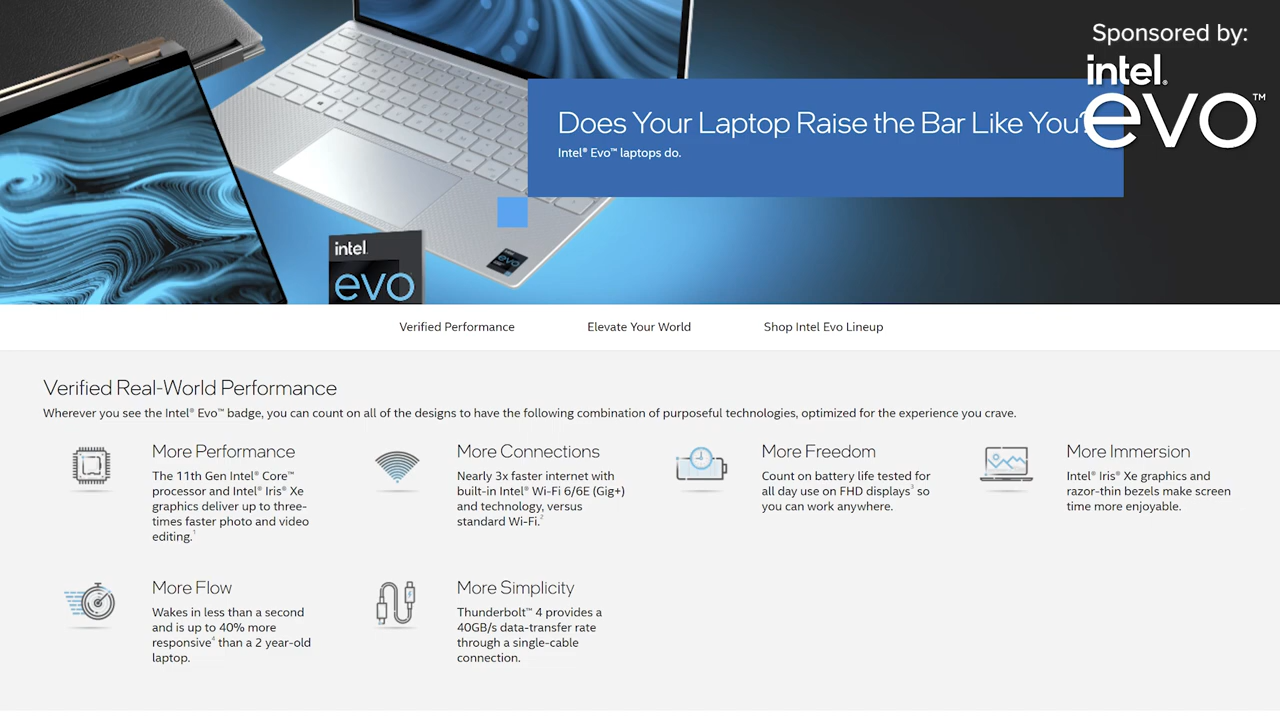 Sponsored by:
intel.
evo™
Does Your Laptop Raise the Bar Like You?
Intel® Evo™ laptops do.
intel.
evo
evo
Verified Performance
Elevate Your World
Shop Intel Evo Lineup
Verified Real-World Performance
Wherever you see the Intel® Evo™ badge, you can count on all of the designs to have the following combination of purposeful technologies, optimized for the experience you crave.
More Performance
The 11th Gen Intel® Core™
processor and Intel® Iris® Xe
graphics deliver up to three-
times faster photo and video
editing.¹
More Connections
Nearly 3x faster internet with
built-in Intel® Wi-Fi 6/6E (Gig+)
and technology, versus
standard Wi-Fi.²
More Freedom
Count on battery life tested for
all day use on FHD displays³ so
you can work anywhere.
More Immersion
Intel® Iris® Xe graphics and
razor-thin bezels make screen
time more enjoyable.
More Flow
Wakes in less than a second
and is up to 40% more
responsive⁴ than a 2 year-old
laptop.
More Simplicity
Thunderbolt™ 4 provides a
40GB/s data-transfer rate
through a single-cable
connection.